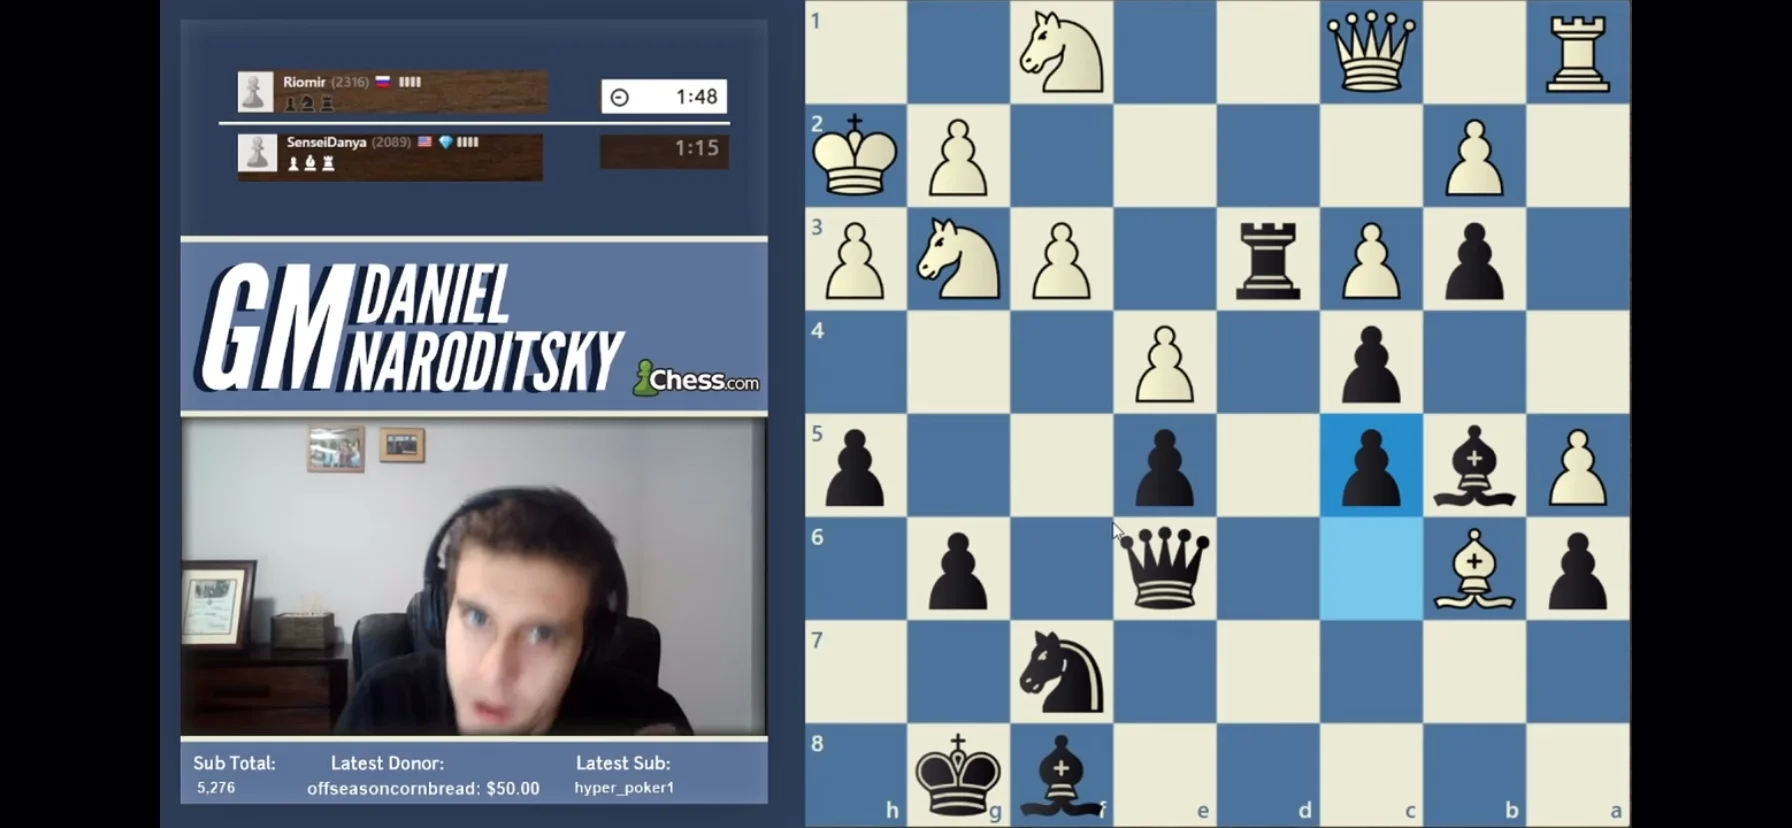 Riomir (2316)
1:48
SenseiDanya (2089)
1:15
GM DANIEL
NARODITSKY
Chess.com
Sub Total:
5,276
Latest Donor:
offseasoncornbread: $50.00
Latest Sub:
hyper_poker1
1
2
3
4
5
6
7
8
h g f e d c b a